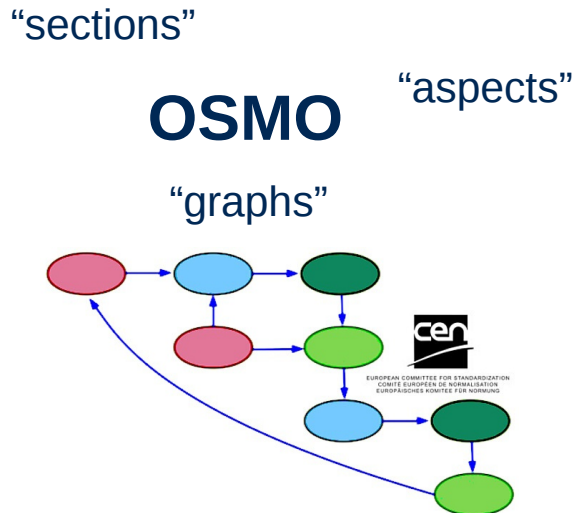 “sections”
“aspects”
OSMO
“graphs”
cen
EUROPEAN COMMITTEE FOR STANDARDIZATION
COMITÉ EUROPÉEN DE NORMALISATION
EUROPÄISCHES KOMITEE FÜR NORMUNG